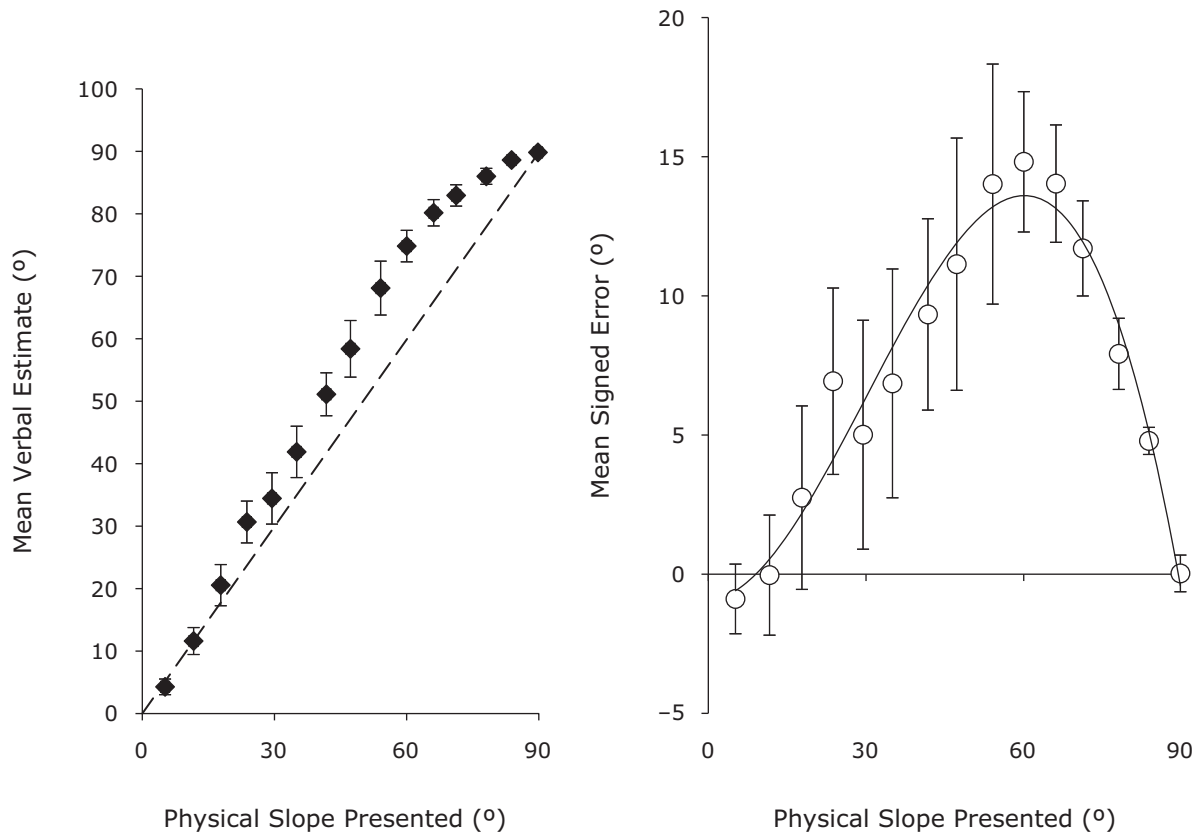 Mean Verbal Estimate (º)
100
90
80
70
60
50
40
30
20
10
0
0 30 60 90
Physical Slope Presented (º)
Mean Signed Error (º)
20
15
10
5
0
−5
0 30 60 90
Physical Slope Presented (º)